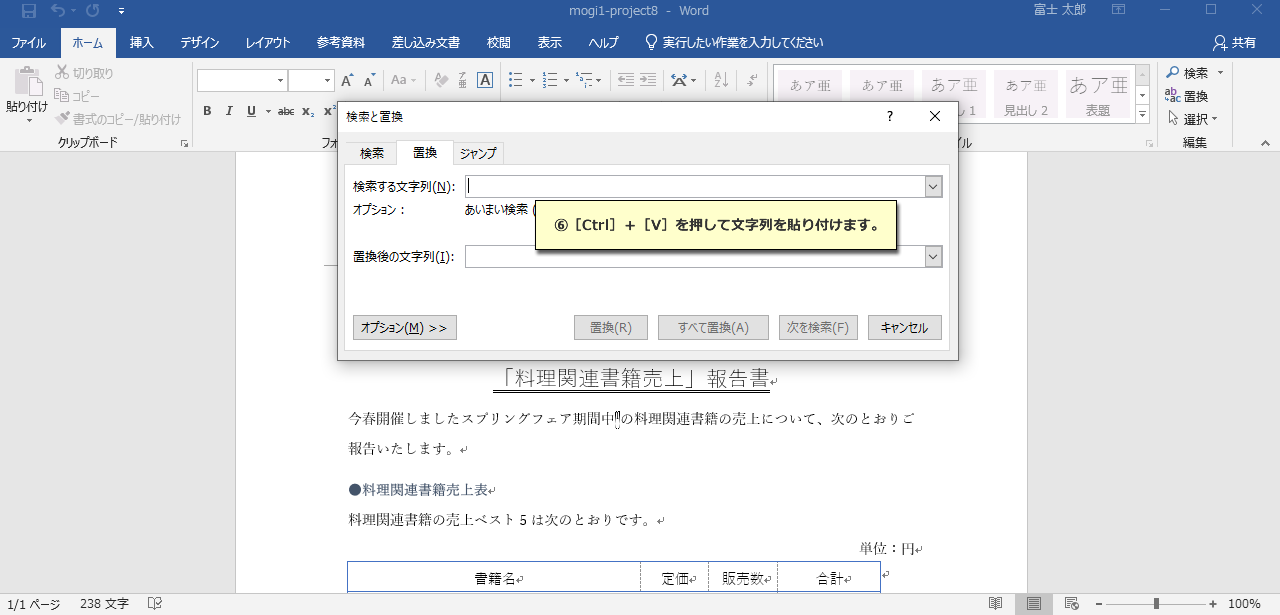 mogi1-project8 - Word
富士 太郎
ファイル ホーム 挿入 デザイン レイアウト 参考資料 差し込み文書 校閲 表示 ヘルプ 実行したい作業を入力してください 共有
貼り付け
切り取り
コピー
書式のコピー/貼り付け
クリップボード
A A Aa A
B I U abc x₂ x²
あア亜 あア亜 あア亜 あア亜 あア亜
見出し 2 表題
検索
置換
選択
編集
検索と置換
検索 置換 ジャンプ
検索する文字列(N):
オプション： あいまい検索
⑥［Ctrl］＋［V］を押して文字列を貼り付けます。
置換後の文字列(I):
オプション(M) >> 置換(R) すべて置換(A) 次を検索(F) キャンセル
「料理関連書籍売上」報告書
今春開催しましたスプリングフェア期間中の料理関連書籍の売上について、次のとおりご
報告いたします。
●料理関連書籍売上表
料理関連書籍の売上ベスト 5 は次のとおりです。
単位：円
書籍名 定価 販売数 合計
1/1 ページ 238 文字 100%